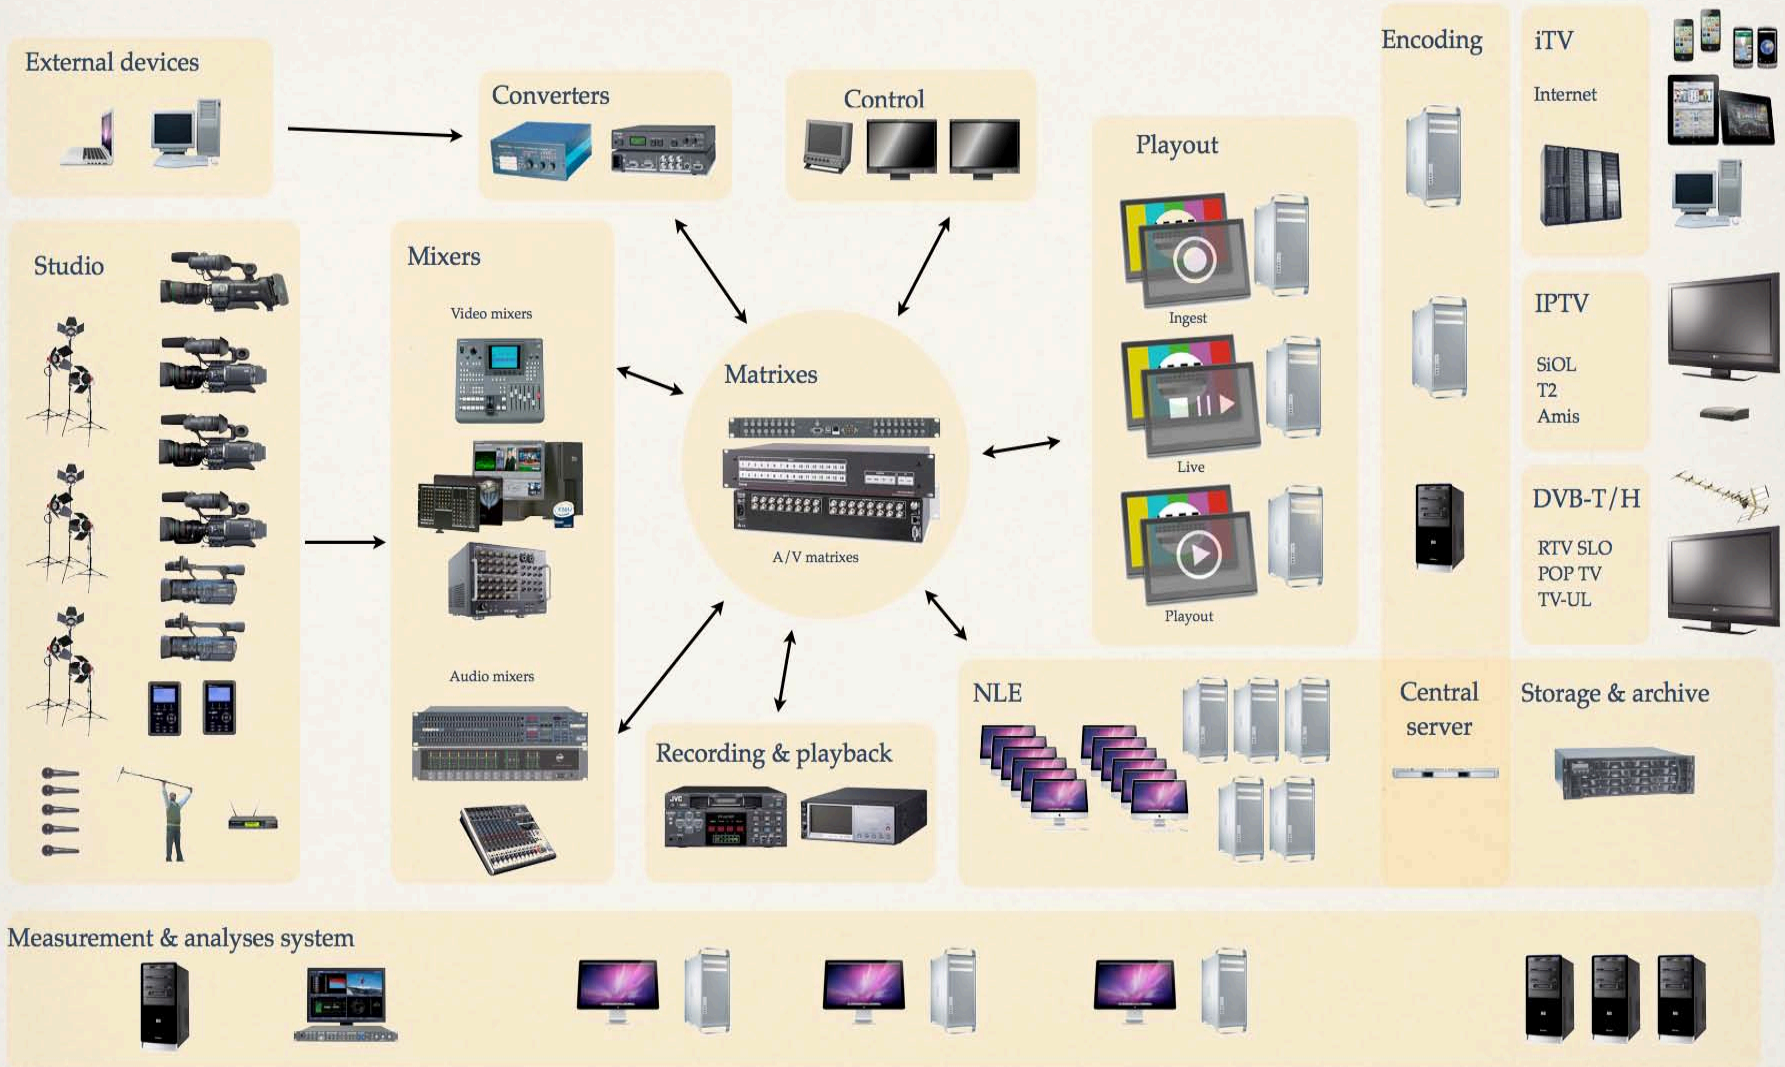 External devices
Converters
Control
Encoding
iTV
Internet
Playout
Studio
Mixers
Video mixers
Matrixes
A/V matrixes
Ingest
Live
Playout
IPTV
SiOL
T2
Amis
DVB-T/H
RTV SLO
POP TV
TV-UL
Audio mixers
Recording & playback
JVC
NLE
Central
server
Storage & archive
Measurement & analyses system